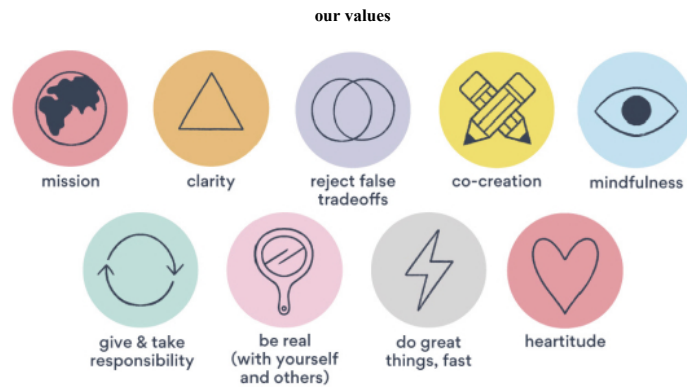 our values
mission
clarity
reject false
tradeoffs
co-creation
mindfulness
give & take
responsibility
be real
(with yourself
and others)
do great
things, fast
heartitude